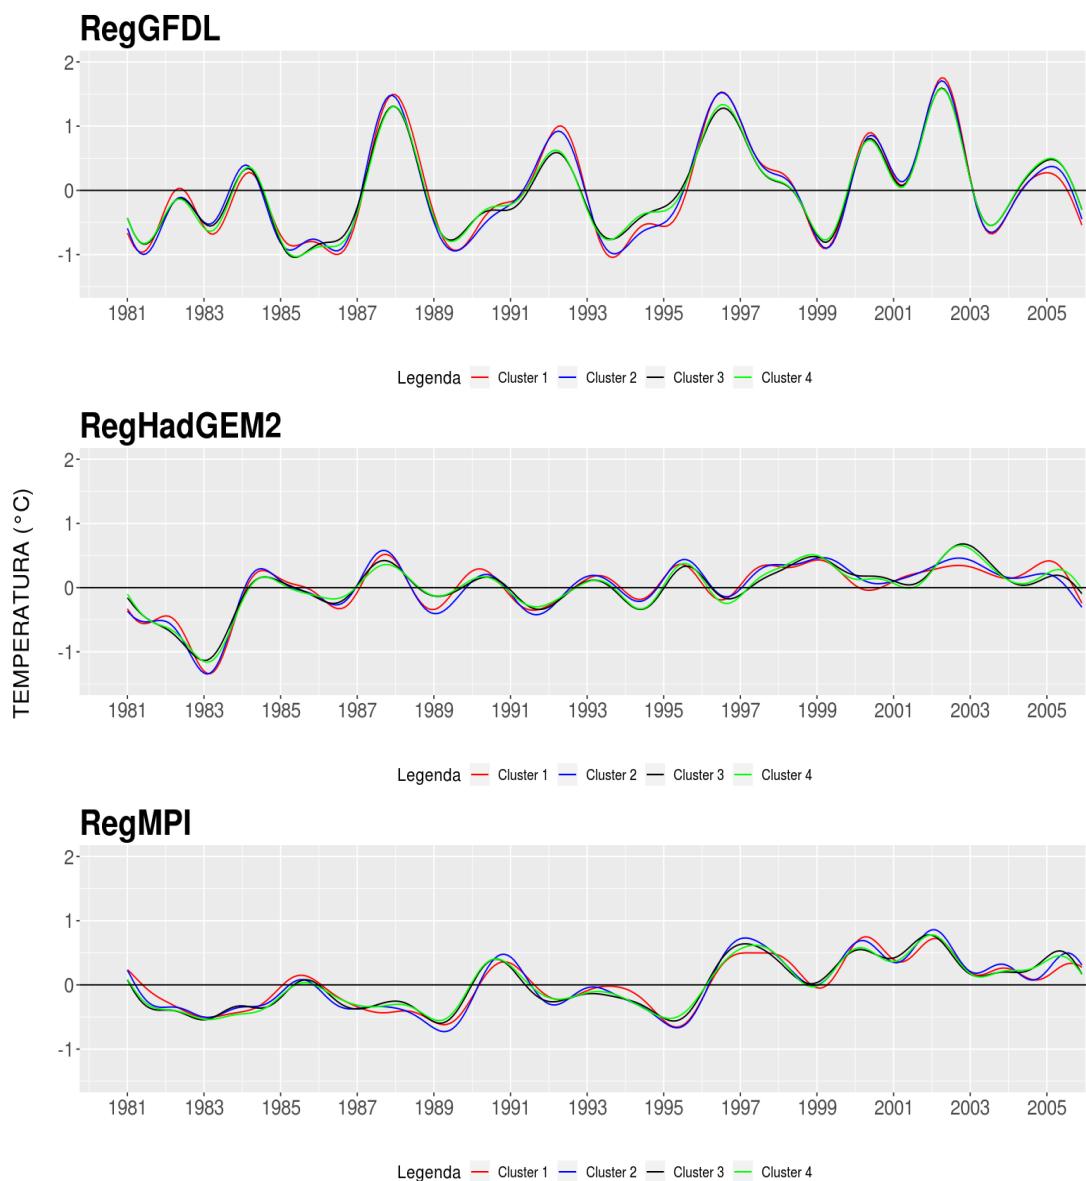 RegGFDL
2
1
0
-1
1981 1983 1985 1987 1989 1991 1993 1995 1997 1999 2001 2003 2005
Legenda Cluster 1 Cluster 2 Cluster 3 Cluster 4
RegHadGEM2
TEMPERATURA (°C)
2
1
0
-1
1981 1983 1985 1987 1989 1991 1993 1995 1997 1999 2001 2003 2005
Legenda Cluster 1 Cluster 2 Cluster 3 Cluster 4
RegMPI
2
1
0
-1
1981 1983 1985 1987 1989 1991 1993 1995 1997 1999 2001 2003 2005
Legenda Cluster 1 Cluster 2 Cluster 3 Cluster 4